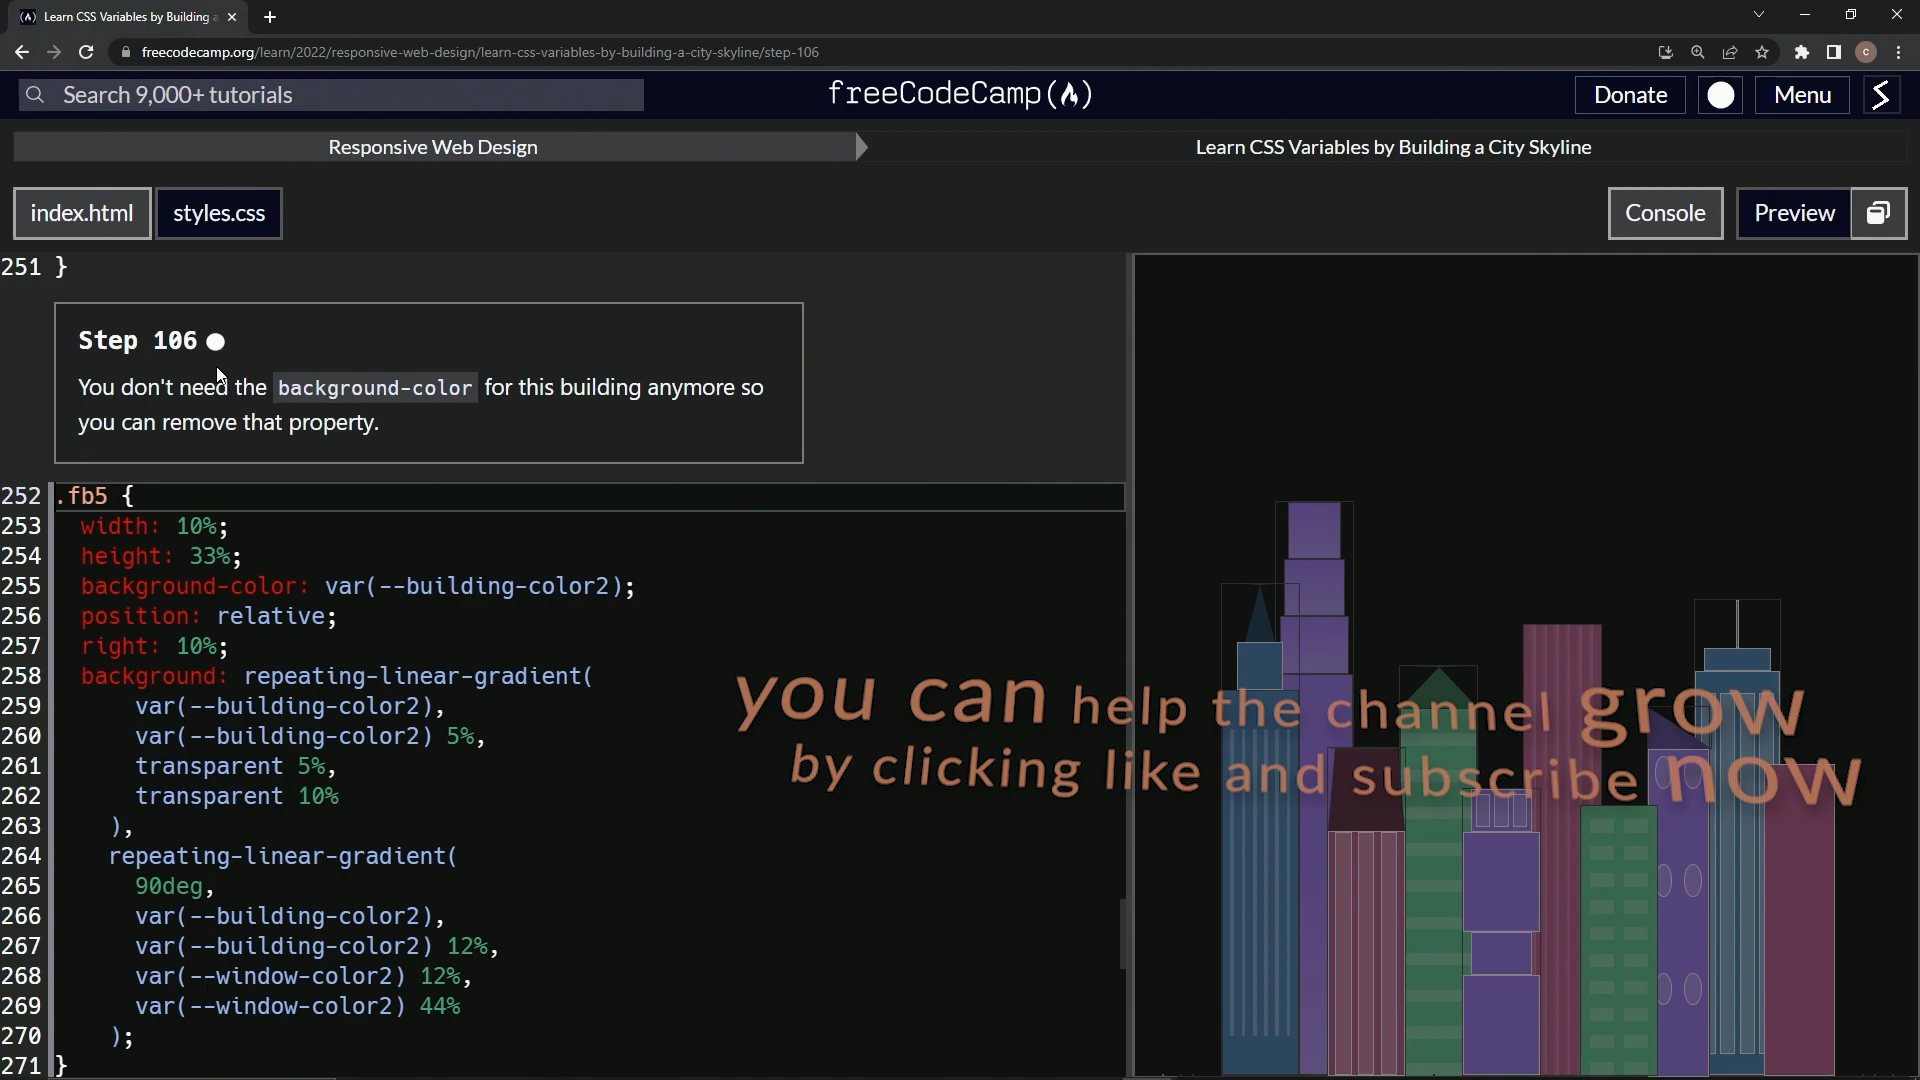 Learn CSS Variables by Building a
freecodecamp.org/learn/2022/responsive-web-design/learn-css-variables-by-building-a-city-skyline/step-106
c
Search 9,000+ tutorials
freeCodeCamp
Donate
Menu
Responsive Web Design
Learn CSS Variables by Building a City Skyline
index.html
styles.css
Console
Preview
251 }
Step 106
You don't need the background-color for this building anymore so
you can remove that property.
252 .fb5 {
253 width: 10%;
254 height: 33%;
255 background-color: var(--building-color2);
256 position: relative;
257 right: 10%;
258 background: repeating-linear-gradient(
259 var(--building-color2),
260 var(--building-color2) 5%,
261 transparent 5%,
262 transparent 10%
263 ),
264 repeating-linear-gradient(
265 90deg,
266 var(--building-color2),
267 var(--building-color2) 12%,
268 var(--window-color2) 12%,
269 var(--window-color2) 44%
270 );
271 }
you can help the channel grow
by clicking like and subscribe now